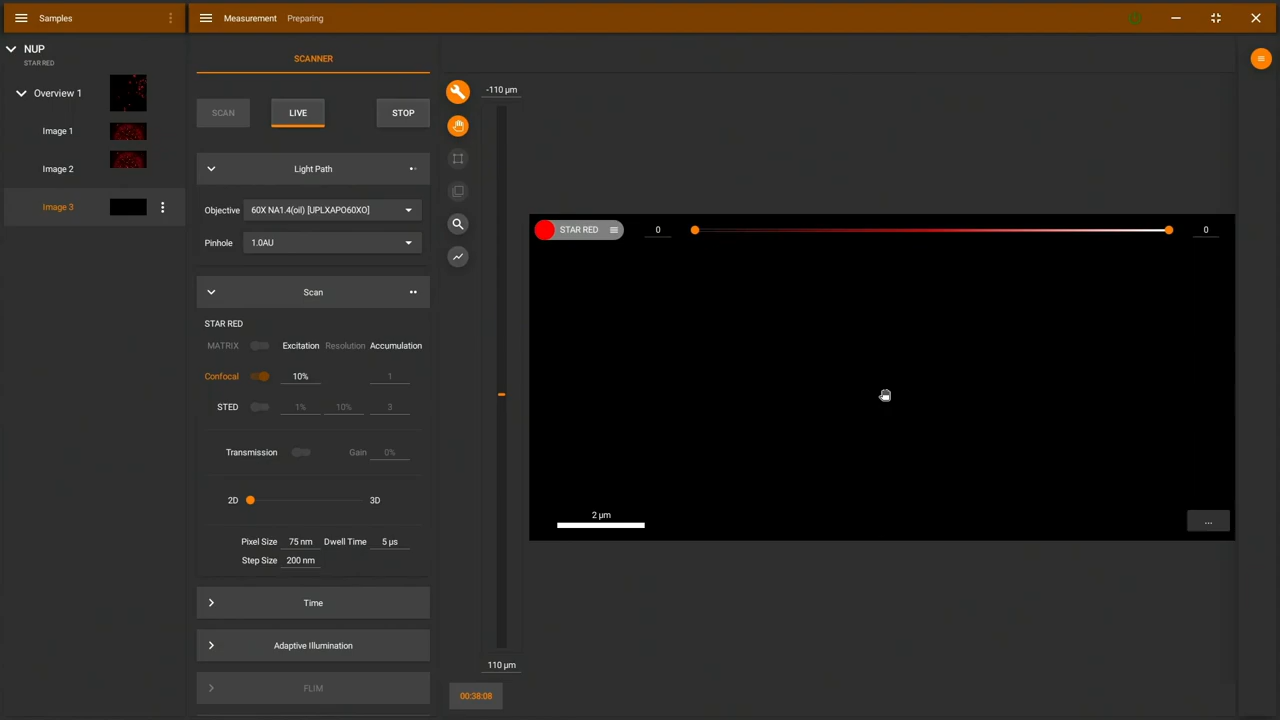 Samples
Measurement Preparing
NUP
STAR RED
Overview 1
Image 1
Image 2
Image 3
SCANNER
SCAN LIVE STOP
Light Path
Objective 60X NA1.4(oil) [UPLXAPO60XO]
Pinhole 1.0AU
Scan
STAR RED
MATRIX Excitation Resolution Accumulation
Confocal 10% 1
STED 1% 10% 3
Transmission Gain 0%
2D 3D
Pixel Size 75 nm Dwell Time 5 µs
Step Size 200 nm
Time
Adaptive Illumination
FLIM
-110 µm
110 µm
00:38:08
STAR RED 0 0
2 µm
...